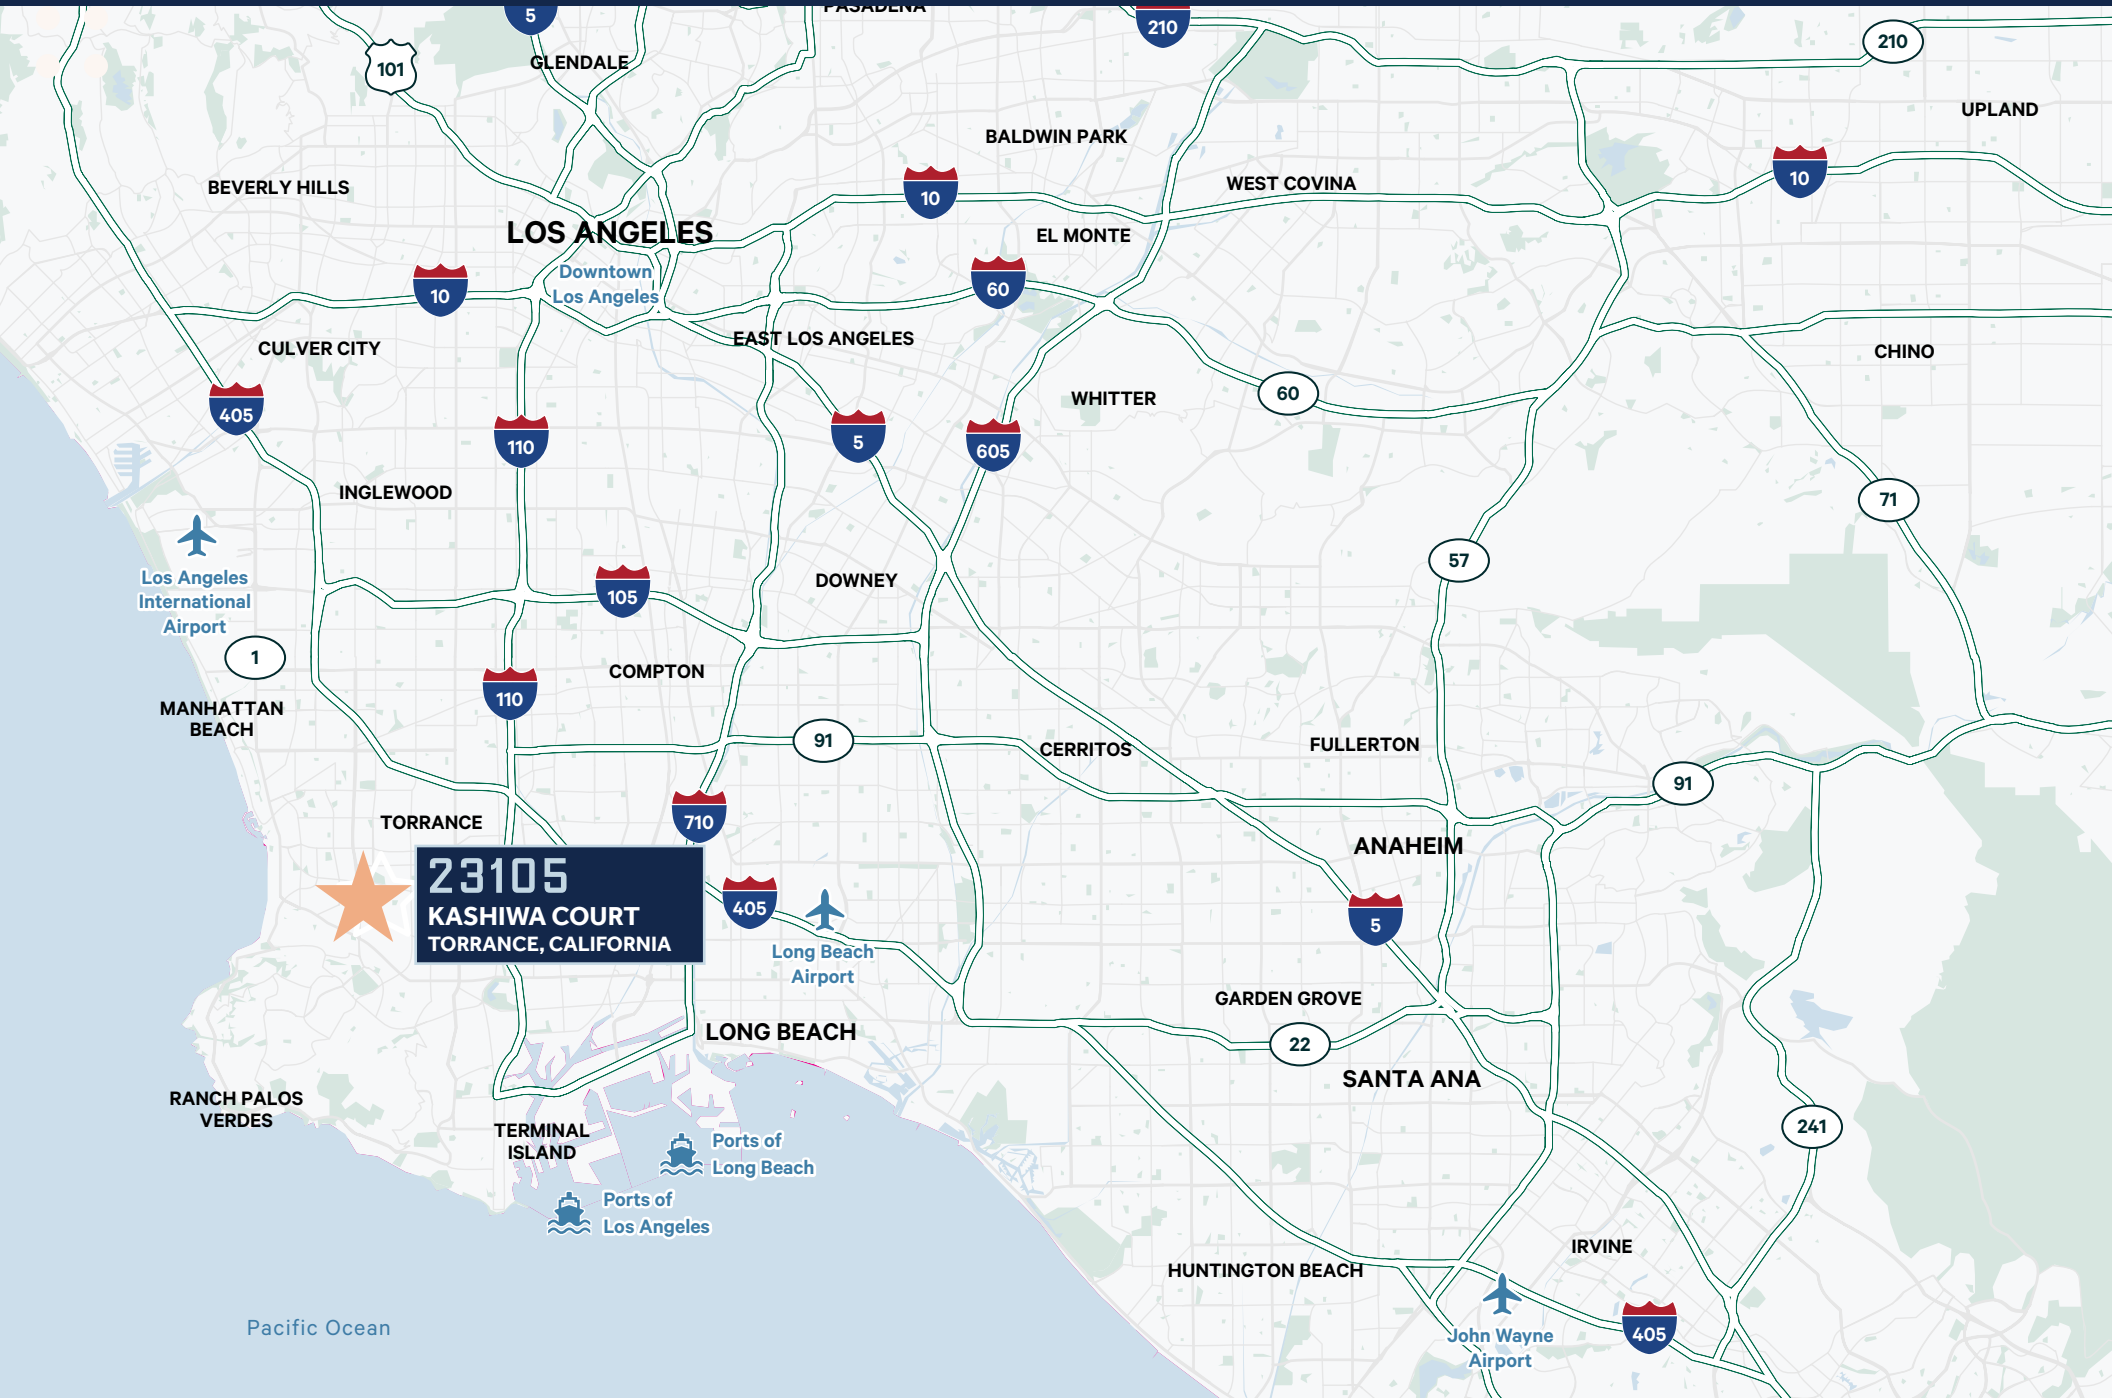 PASADENA
5
210
210
GLENDALE
101
UPLAND
BALDWIN PARK
10
BEVERLY HILLS
10
WEST COVINA
LOS ANGELES
EL MONTE
Downtown
Los Angeles
10
60
EAST LOS ANGELES
CULVER CITY
CHINO
405
60
WHITTER
110
5
605
INGLEWOOD
71
57
Los Angeles
International
Airport
105
DOWNEY
1
COMPTON
110
MANHATTAN
BEACH
91
CERRITOS
FULLERTON
91
TORRANCE
710
ANAHEIM
23105
KASHIWA COURT
TORRANCE, CALIFORNIA
405
5
Long Beach
Airport
GARDEN GROVE
LONG BEACH
22
SANTA ANA
RANCH PALOS
VERDES
241
TERMINAL
ISLAND
Ports of
Long Beach
Ports of
Los Angeles
IRVINE
HUNTINGTON BEACH
Pacific Ocean
405
John Wayne
Airport